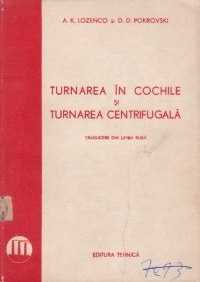 A. K. LOZENCO și D. D. POKROVSKI
TURNAREA ÎN COCHILE
ȘI
TURNAREA CENTRIFUGALĂ
TRADUCERE DIN LIMBA RUSĂ
EDITURA TEHNICĂ